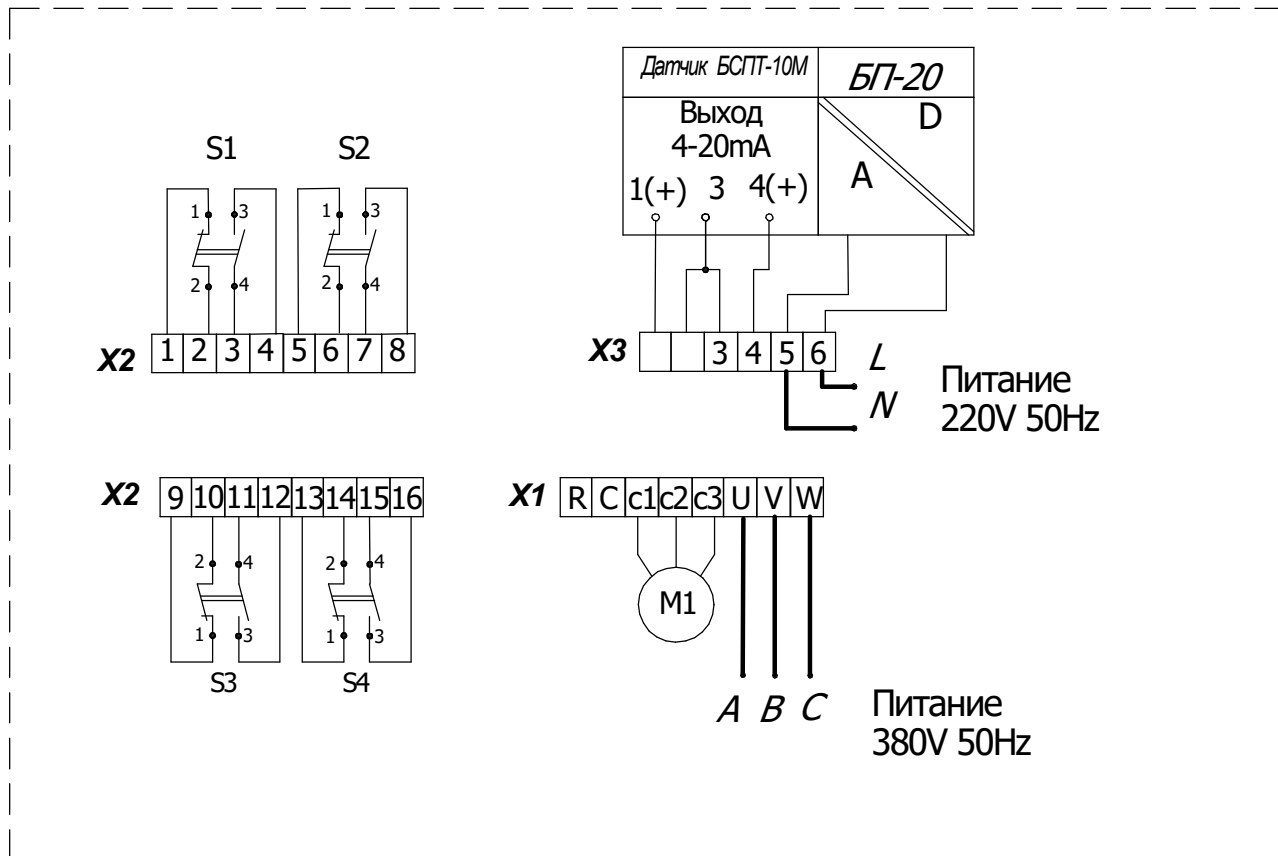 Датчик БСПТ-10М БП-20
Выход D
4-20mA
A
1(+) 3 4(+)
S1 S2
1 3 1 3
2 4 2 4
X2 1 2 3 4 5 6 7 8
X3 3 4 5 6
L
N
Питание
220V 50Hz
X2 9 10 11 12 13 14 15 16
2 4 2 4
1 3 1 3
S3 S4
X1 R C c1 c2 c3 U V W
M1
A B C
Питание
380V 50Hz